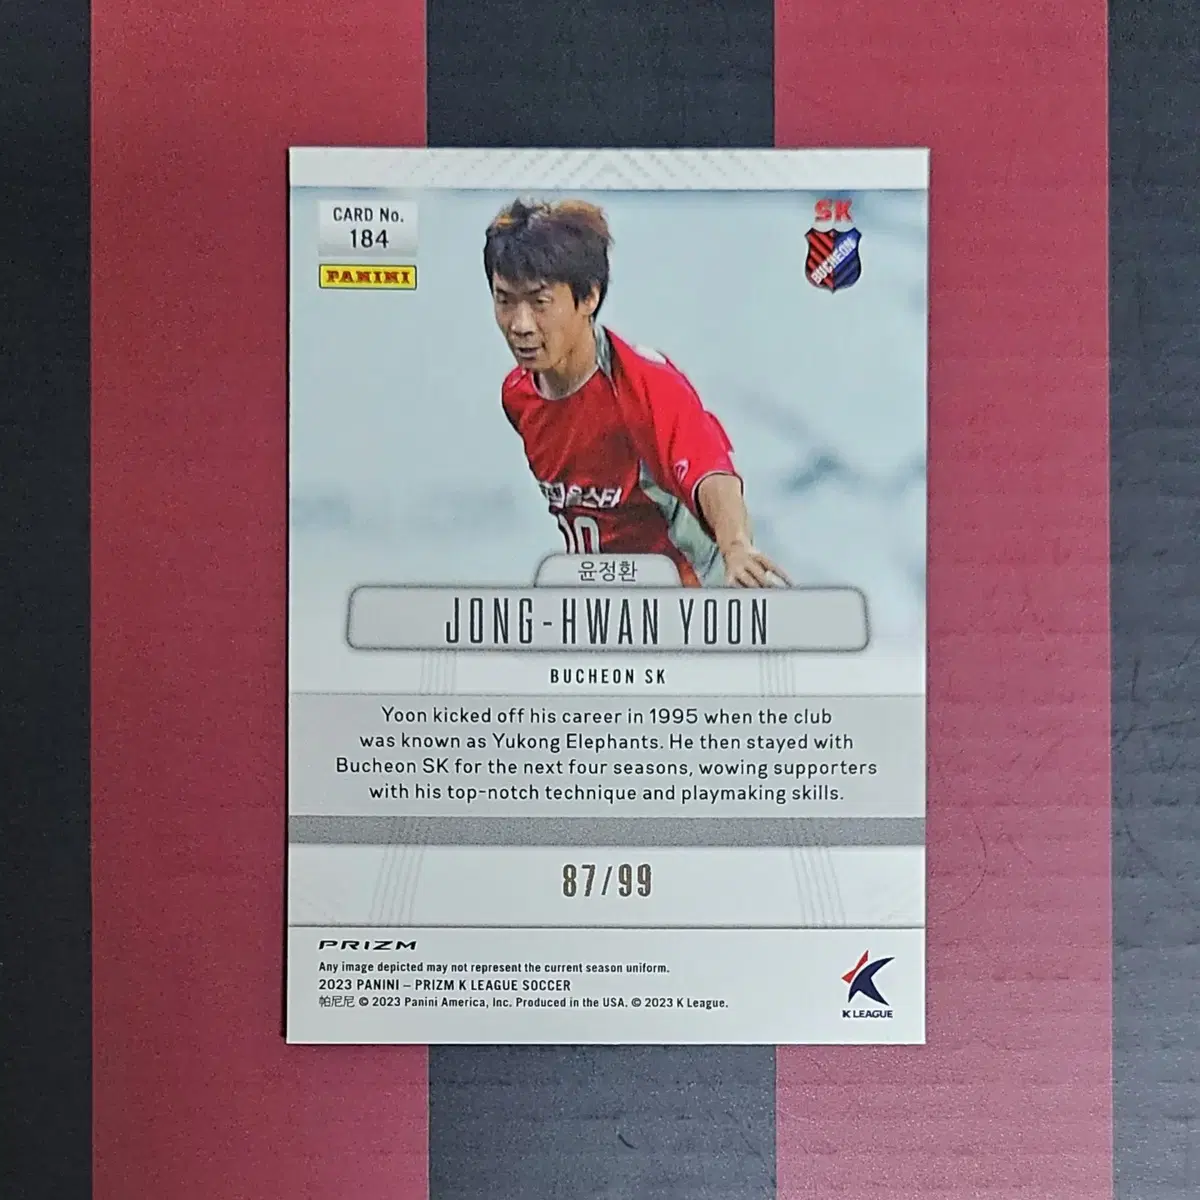 CARD No.
184
PANINI
SK
BUCHEON
10
윤정환
JONG-HWAN YOON
BUCHEON SK
Yoon kicked off his career in 1995 when the club
was known as Yukong Elephants. He then stayed with
Bucheon SK for the next four seasons, wowing supporters
with his top-notch technique and playmaking skills.
87/99
PRIZM
Any image depicted may not represent the current season uniform.
2023 PANINI – PRIZM K LEAGUE SOCCER
帕尼尼 © 2023 Panini America, Inc. Produced in the USA. © 2023 K League.
K LEAGUE